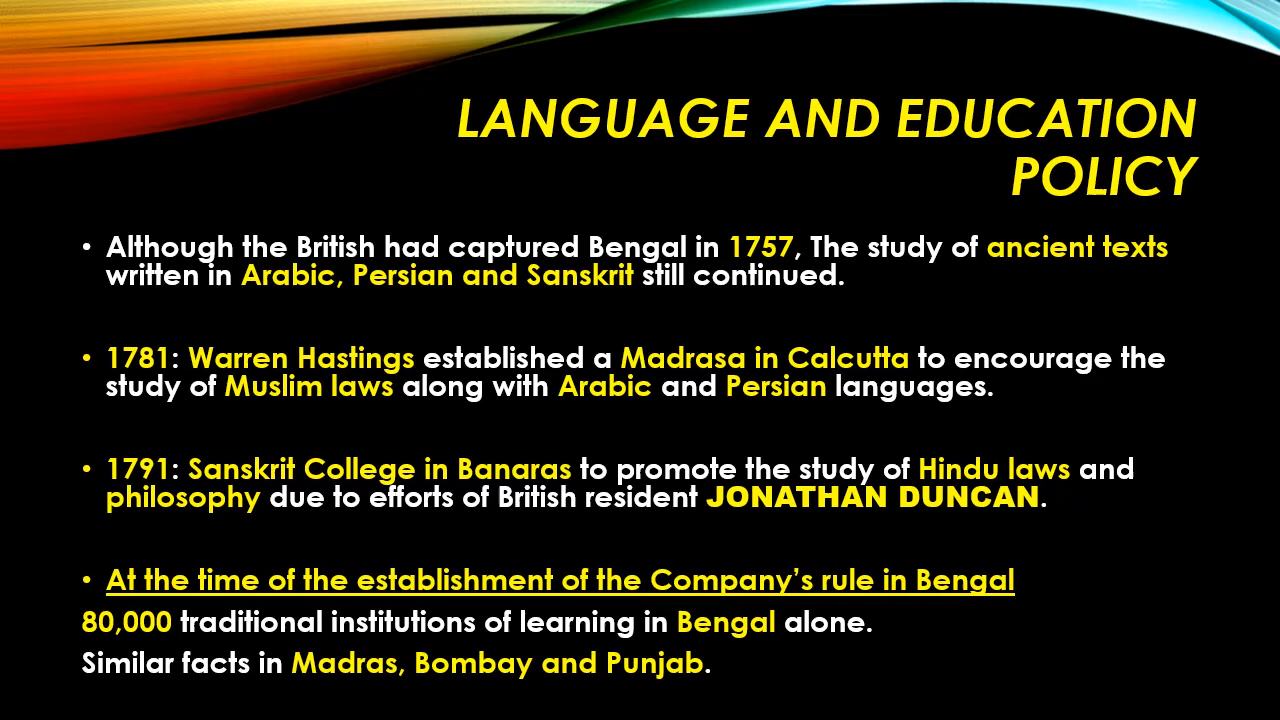 LANGUAGE AND EDUCATION
POLICY
• Although the British had captured Bengal in 1757, The study of ancient texts
written in Arabic, Persian and Sanskrit still continued.
• 1781: Warren Hastings established a Madrasa in Calcutta to encourage the
study of Muslim laws along with Arabic and Persian languages.
• 1791: Sanskrit College in Banaras to promote the study of Hindu laws and
philosophy due to efforts of British resident JONATHAN DUNCAN.
• At the time of the establishment of the Company’s rule in Bengal
80,000 traditional institutions of learning in Bengal alone.
Similar facts in Madras, Bombay and Punjab.